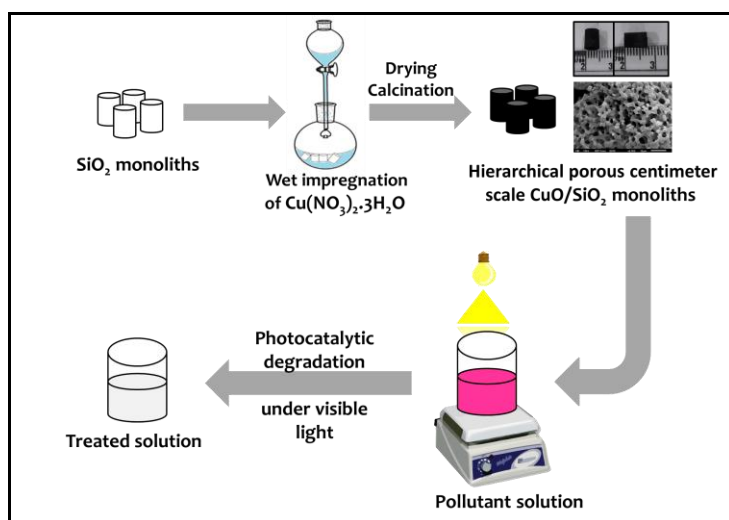 SiO₂ monoliths
Wet impregnation
of Cu(NO₃)₂.3H₂O
Drying
Calcination
Hierarchical porous centimeter
scale CuO/SiO₂ monoliths
Photocatalytic
degradation
under visible
light
Treated solution
Pollutant solution